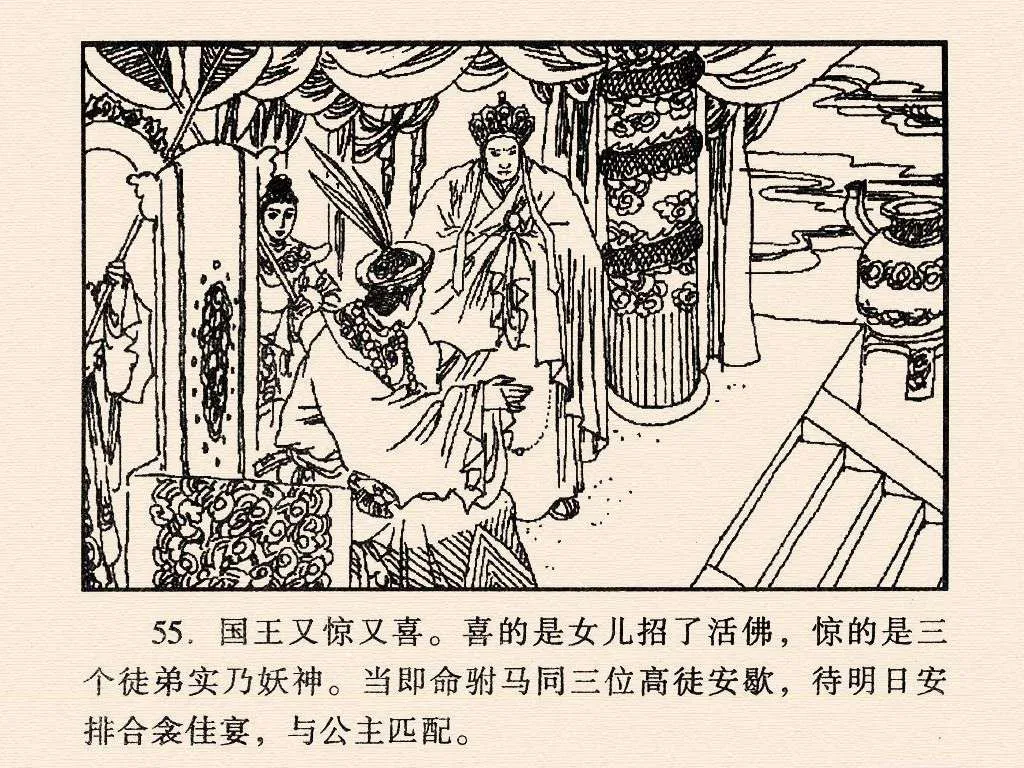 55. 国王又惊又喜。喜的是女儿招了活佛，惊的是三
个徒弟实乃妖神。当即命驸马同三位高徒安歇，待明日安
排合衾佳宴，与公主匹配。